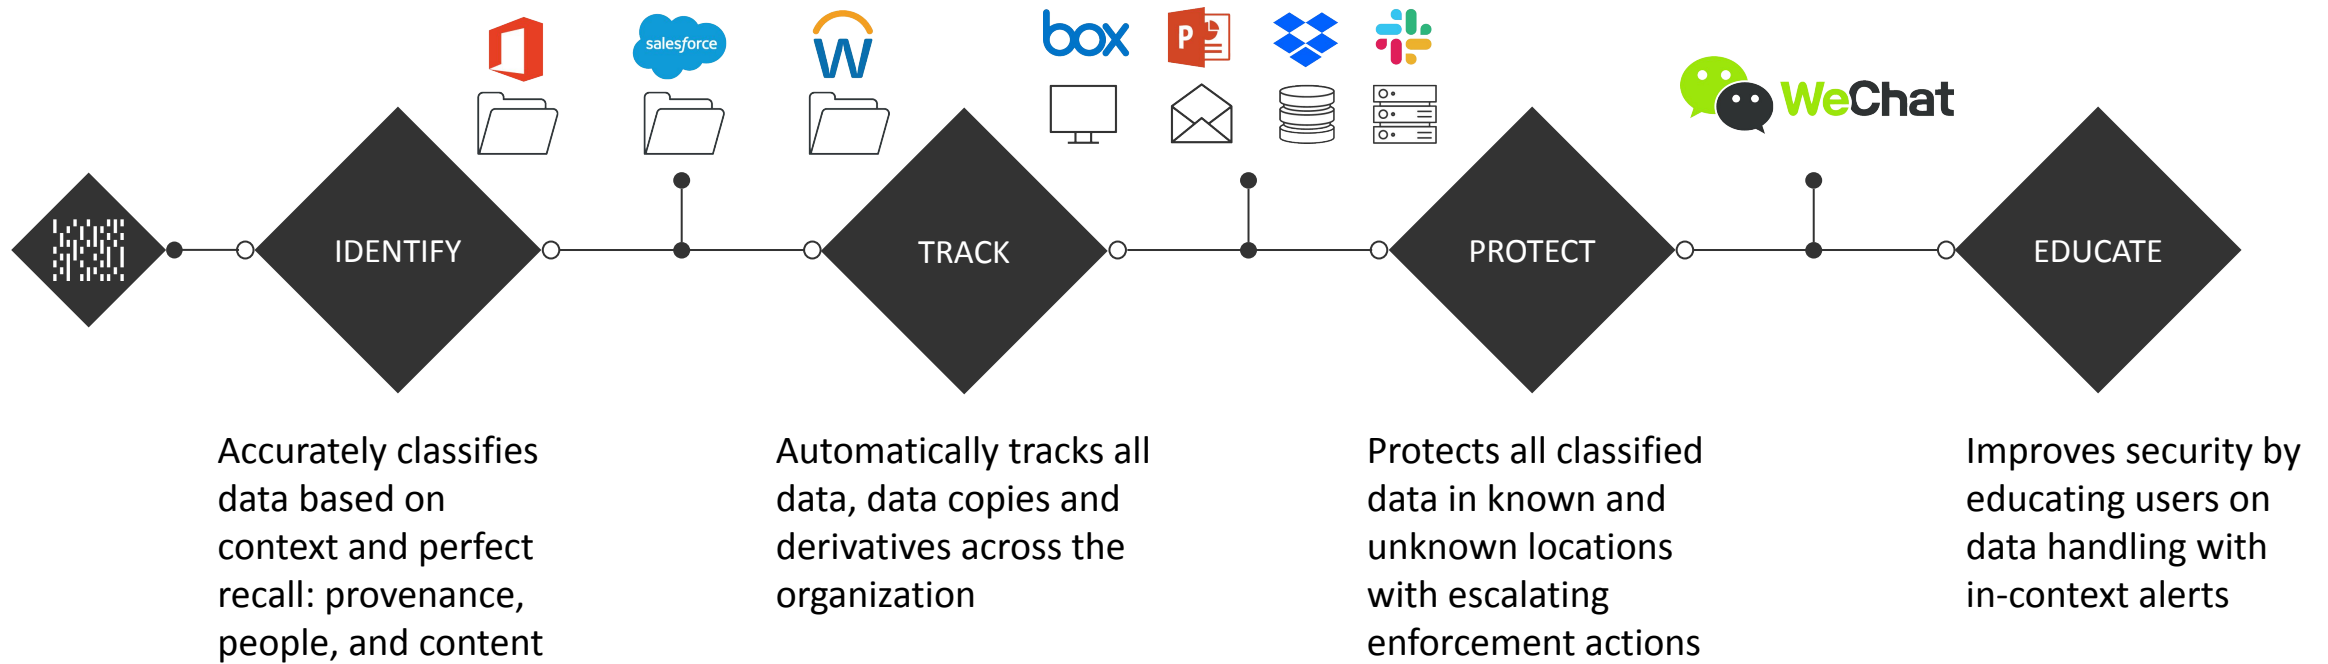 salesforce
W
box
P
WeChat
IDENTIFY
TRACK
PROTECT
EDUCATE
Accurately classifies
data based on
context and perfect
recall: provenance,
people, and content
Automatically tracks all
data, data copies and
derivatives across the
organization
Protects all classified
data in known and
unknown locations
with escalating
enforcement actions
Improves security by
educating users on
data handling with
in-context alerts